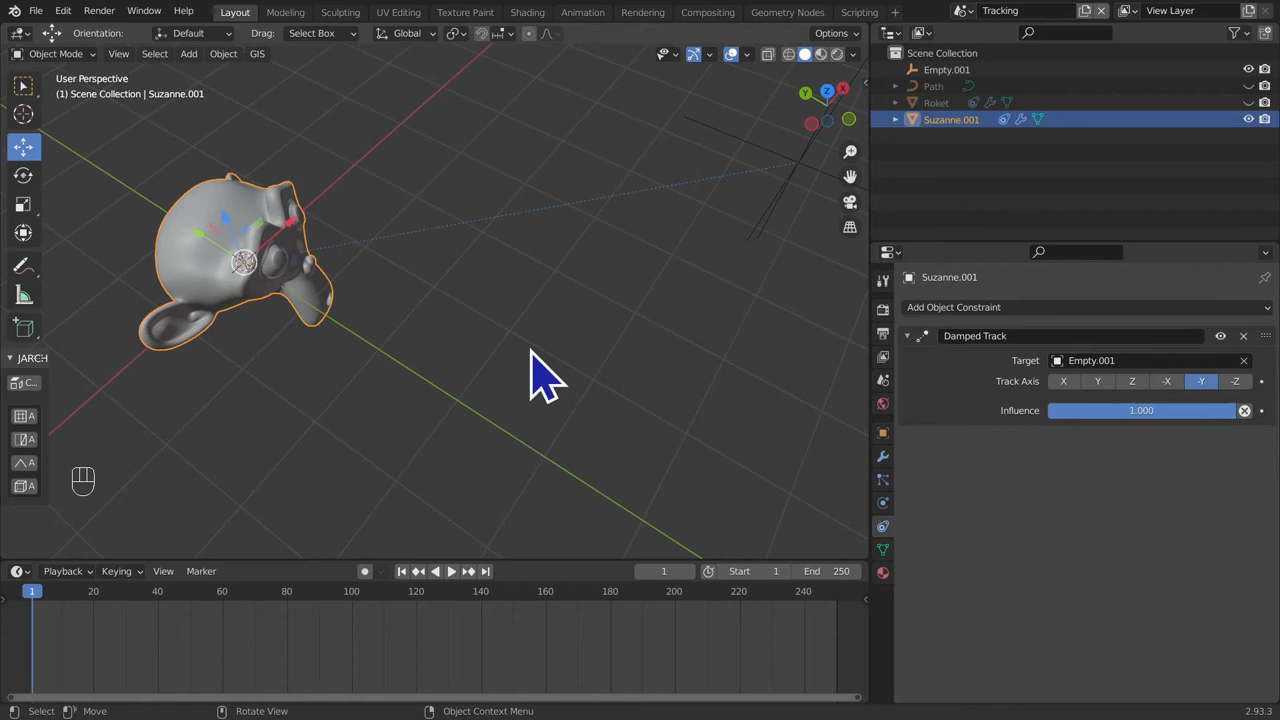 File Edit Render Window Help Layout Modeling Sculpting UV Editing Texture Paint Shading Animation Rendering Compositing Geometry Nodes Scripting + Tracking View Layer
Orientation: Default Drag: Select Box Global Options
Object Mode View Select Add Object GIS
User Perspective
(1) Scene Collection | Suzanne.001
Z
Y
X
JARCH
C...
A
A
A
A
Playback Keying View Marker 1 Start 1 End 250
1 20 40 60 80 100 120 140 160 180 200 220 240
Scene Collection
Empty.001
Path
Roket
Suzanne.001
Suzanne.001
Add Object Constraint
Damped Track
Target Empty.001
Track Axis X Y Z -X -Y -Z
Influence 1.000
Select Move Rotate View Object Context Menu 2.93.3